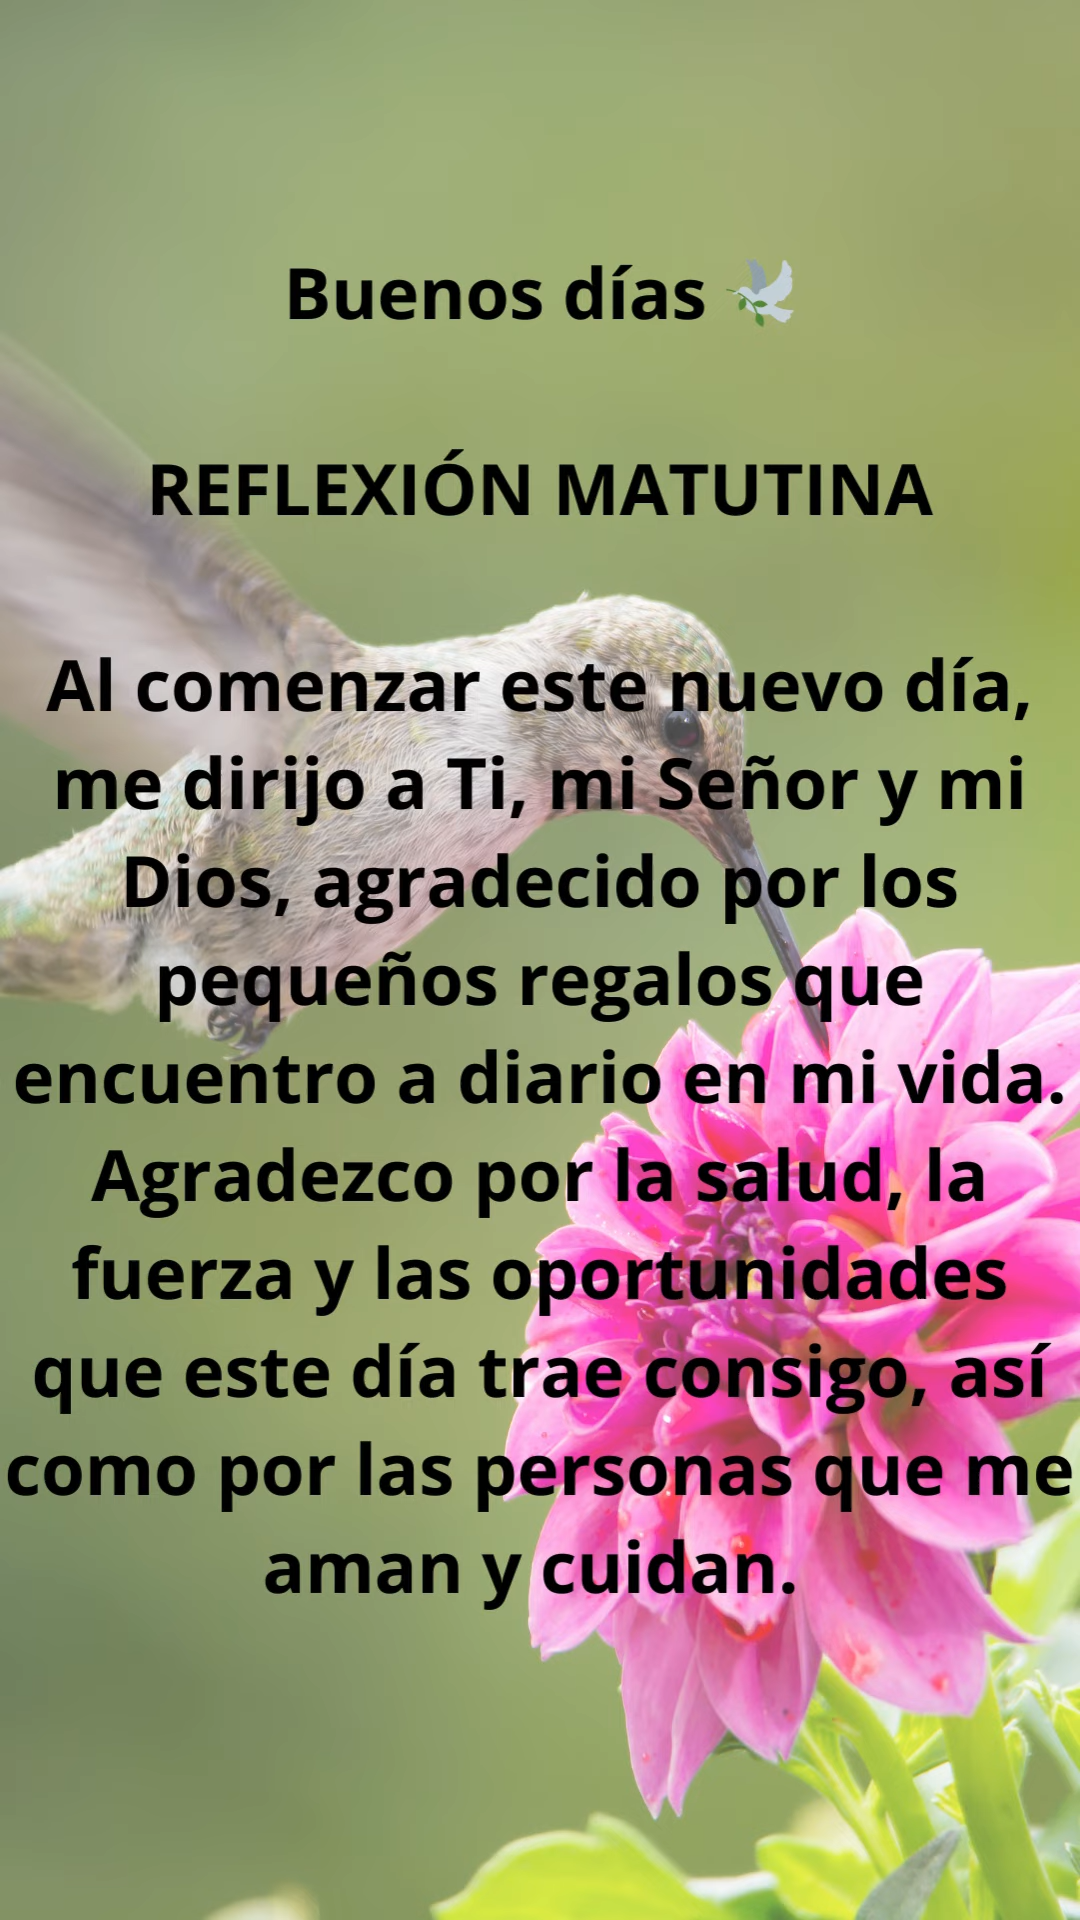 Buenos días 🕊️
REFLEXIÓN MATUTINA
Al comenzar este nuevo día,
me dirijo a Ti, mi Señor y mi
Dios, agradecido por los
pequeños regalos que
encuentro a diario en mi vida.
Agradezco por la salud, la
fuerza y las oportunidades
que este día trae consigo, así
como por las personas que me
aman y cuidan.